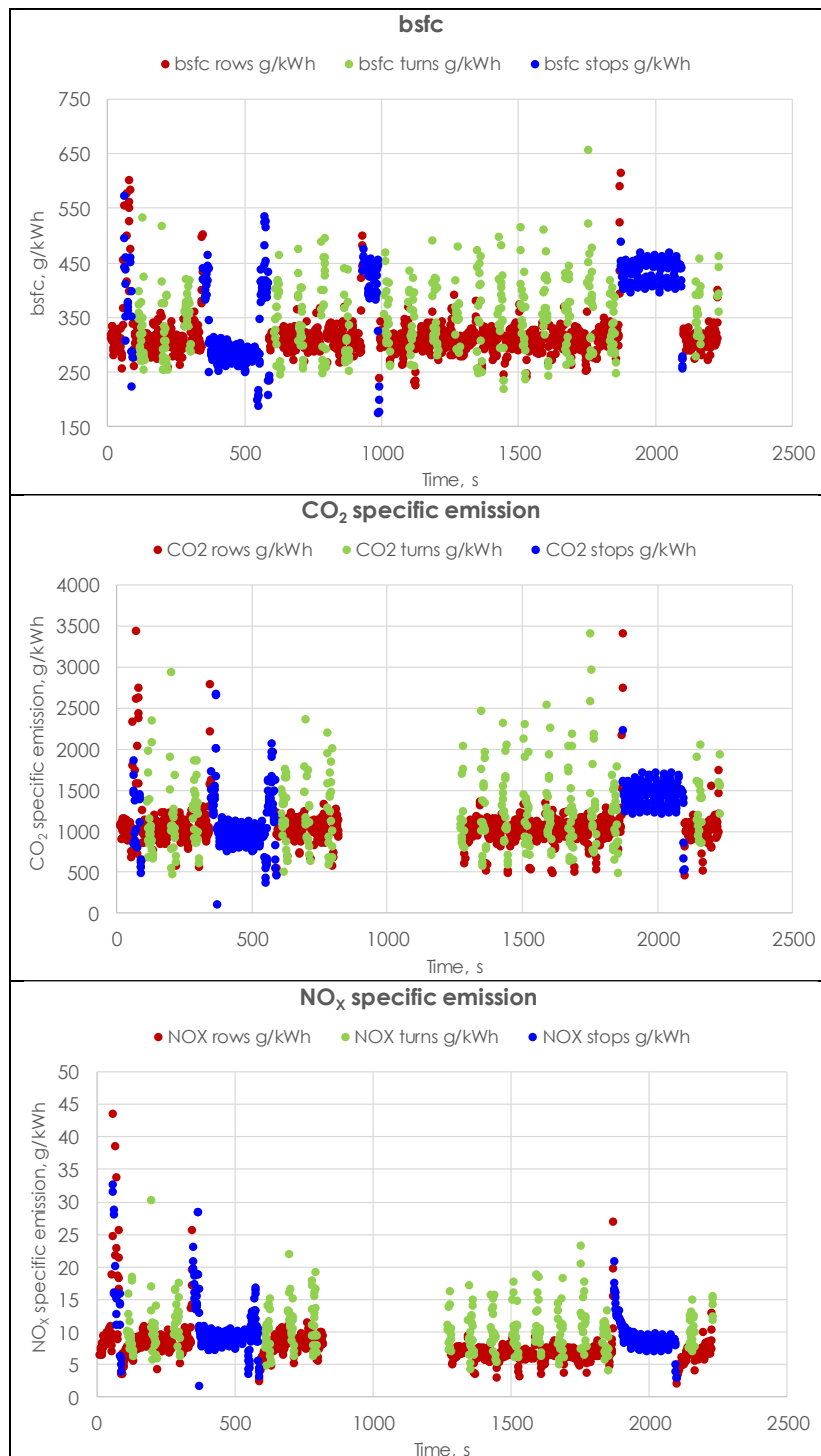 bsfc
bsfc rows g/kWh bsfc turns g/kWh bsfc stops g/kWh
750
650
550
450
350
250
150
bsfc, g/kWh
0 500 1000 1500 2000 2500
Time, s
CO₂ specific emission
CO2 rows g/kWh CO2 turns g/kWh CO2 stops g/kWh
4000
3500
3000
2500
2000
1500
1000
500
0
CO₂ specific emission, g/kWh
0 500 1000 1500 2000 2500
Time, s
NOₓ specific emission
NOX rows g/kWh NOX turns g/kWh NOX stops g/kWh
50
45
40
35
30
25
20
15
10
5
0
NOₓ specific emission, g/kWh
0 500 1000 1500 2000 2500
Time, s